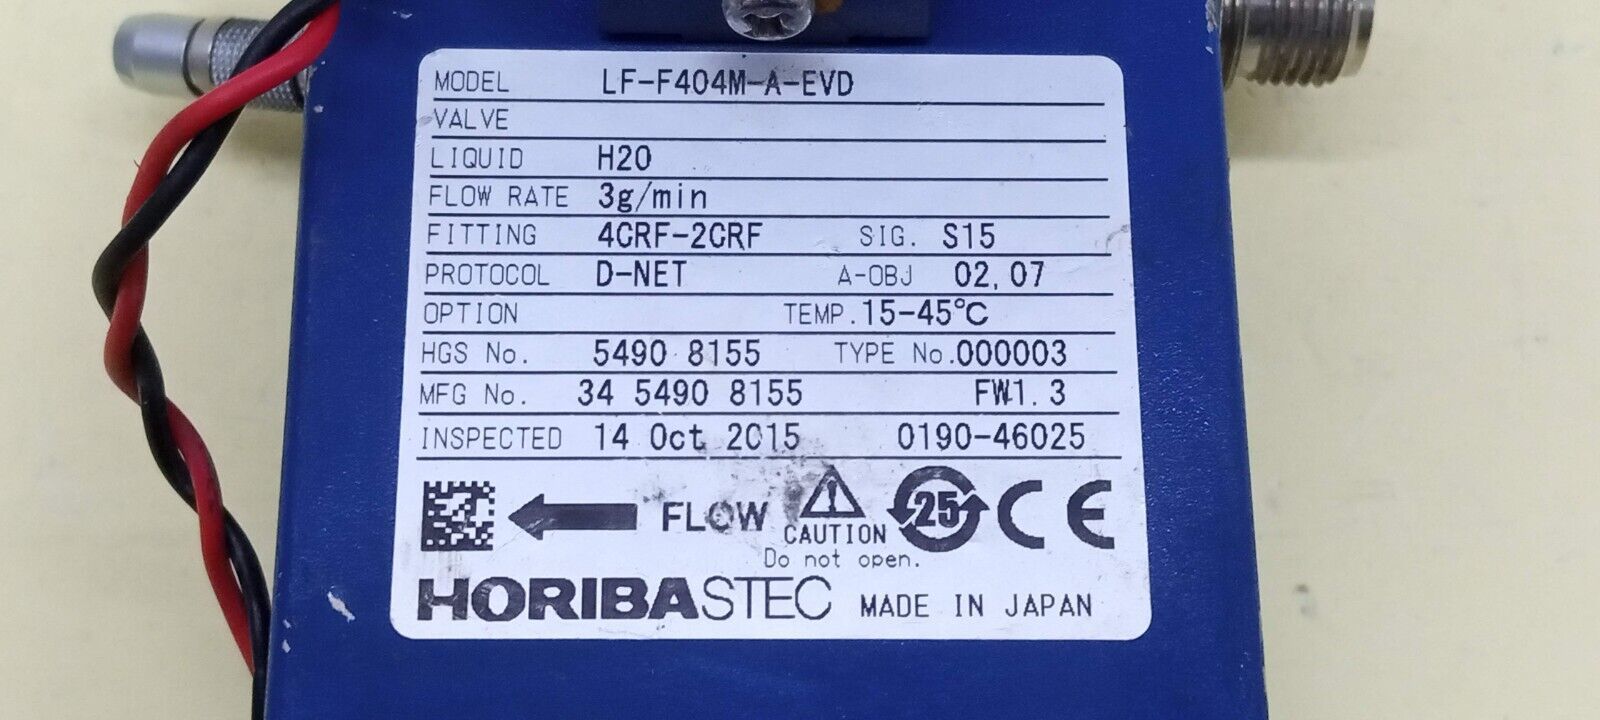 MODEL LF-F404M-A-EVD
VALVE
LIQUID H2O
FLOW RATE 3g/min
FITTING 4CRF-2CRF SIG. S15
PROTOCOL D-NET A-OBJ 02,07
OPTION TEMP. 15-45℃
HGS No. 5490 8155 TYPE No. 000003
MFG No. 34 5490 8155 FW1.3
INSPECTED 14 Oct 2015 0190-46025
FLOW
CAUTION
Do not open.
25
CE
HORIBASTEC MADE IN JAPAN